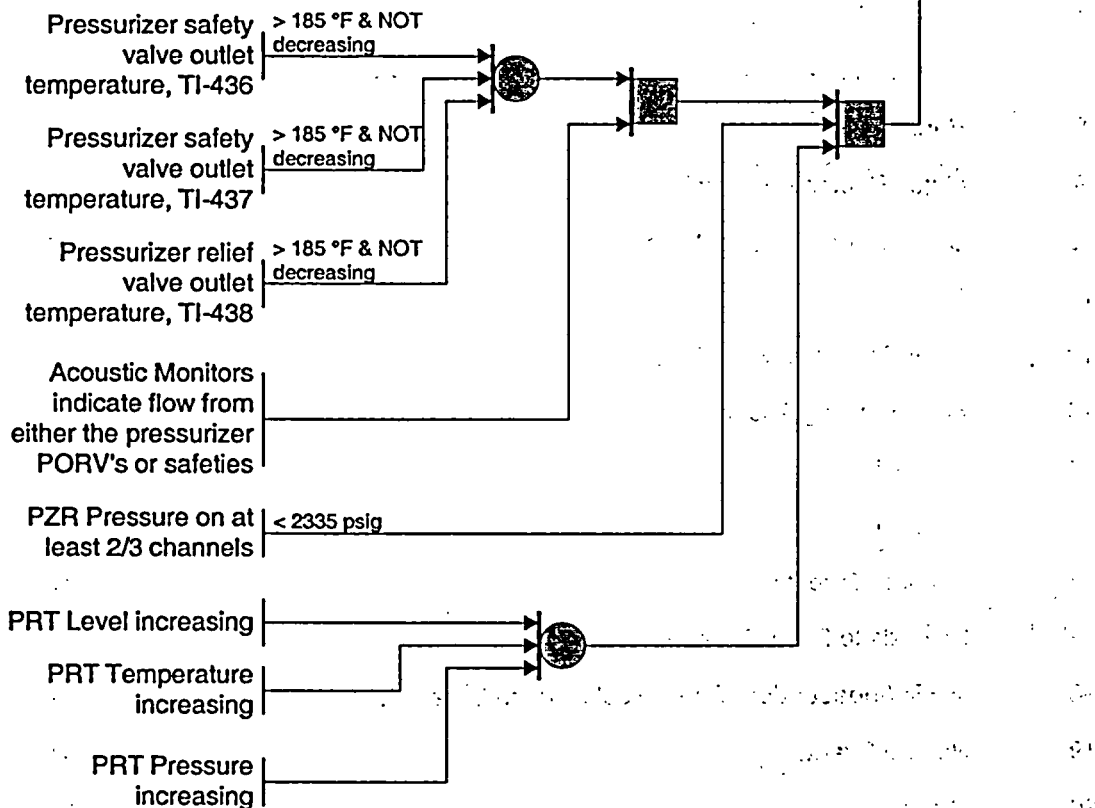 Pressurizer safety
valve outlet
temperature, TI-436
> 185 °F & NOT
decreasing
Pressurizer safety
valve outlet
temperature, TI-437
> 185 °F & NOT
decreasing
Pressurizer relief
valve outlet
temperature, TI-438
> 185 °F & NOT
decreasing
Acoustic Monitors
indicate flow from
either the pressurizer
PORV's or safeties
PZR Pressure on at
least 2/3 channels
< 2335 psig
PRT Level increasing
PRT Temperature
increasing
PRT Pressure
increasing